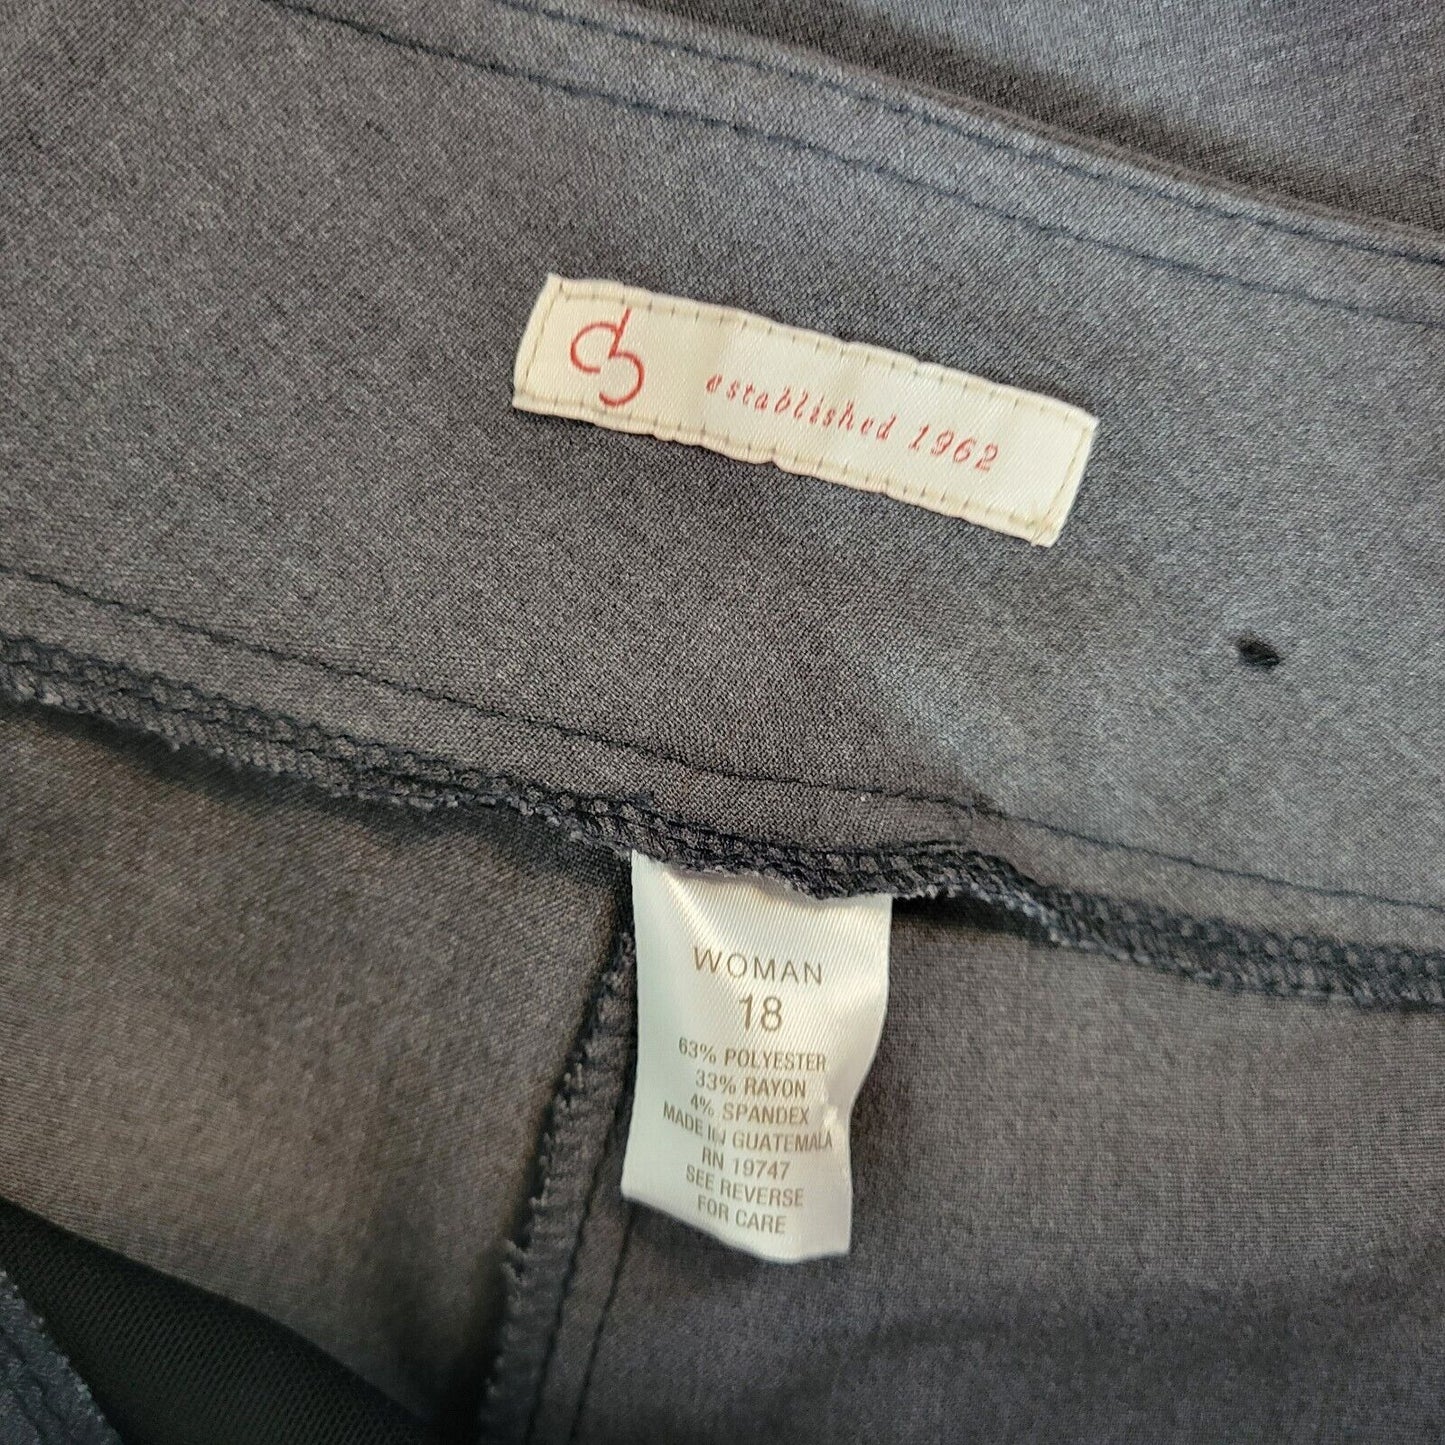 db established 1962
WOMAN
18
63% POLYESTER
33% RAYON
4% SPANDEX
MADE IN GUATEMALA
RN 19747
SEE REVERSE
FOR CARE